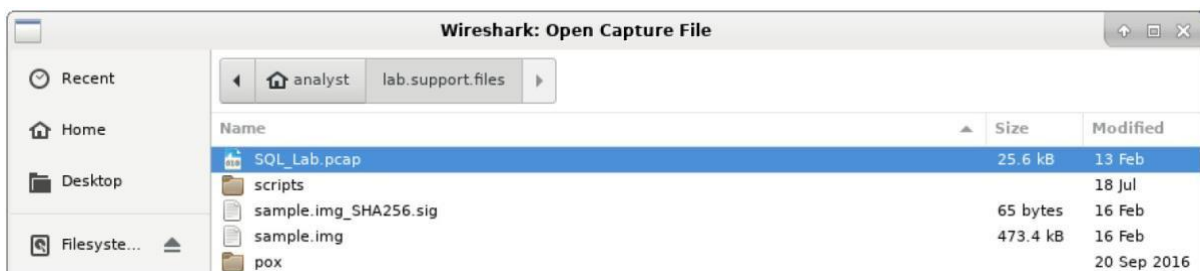 Wireshark: Open Capture File
Recent
analyst lab.support.files
Home
Name Size Modified
SQL_Lab.pcap 25.6 kB 13 Feb
Desktop
scripts 18 Jul
sample.img_SHA256.sig 65 bytes 16 Feb
Filesyste...
sample.img 473.4 kB 16 Feb
pox 20 Sep 2016